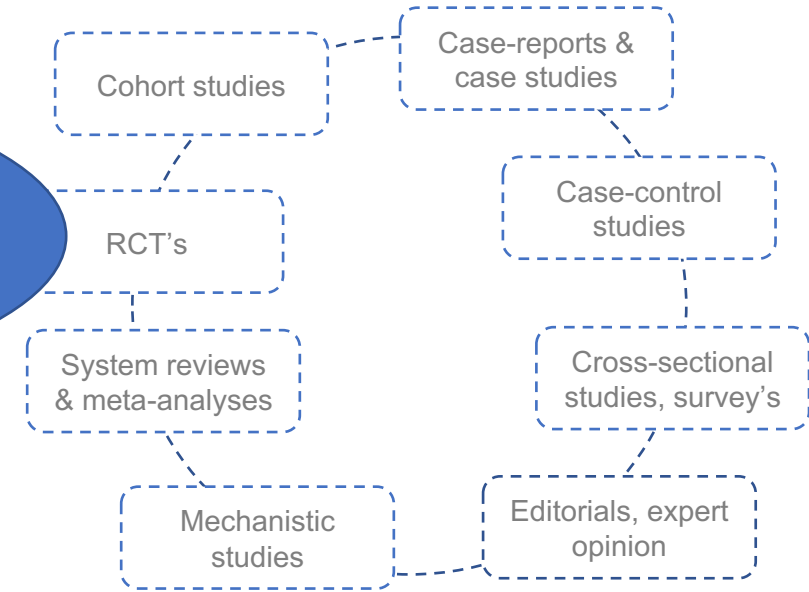 Case-reports &
case studies
Cohort studies
Case-control
studies
RCT's
System reviews
& meta-analyses
Cross-sectional
studies, survey's
Editorials, expert
opinion
Mechanistic
studies